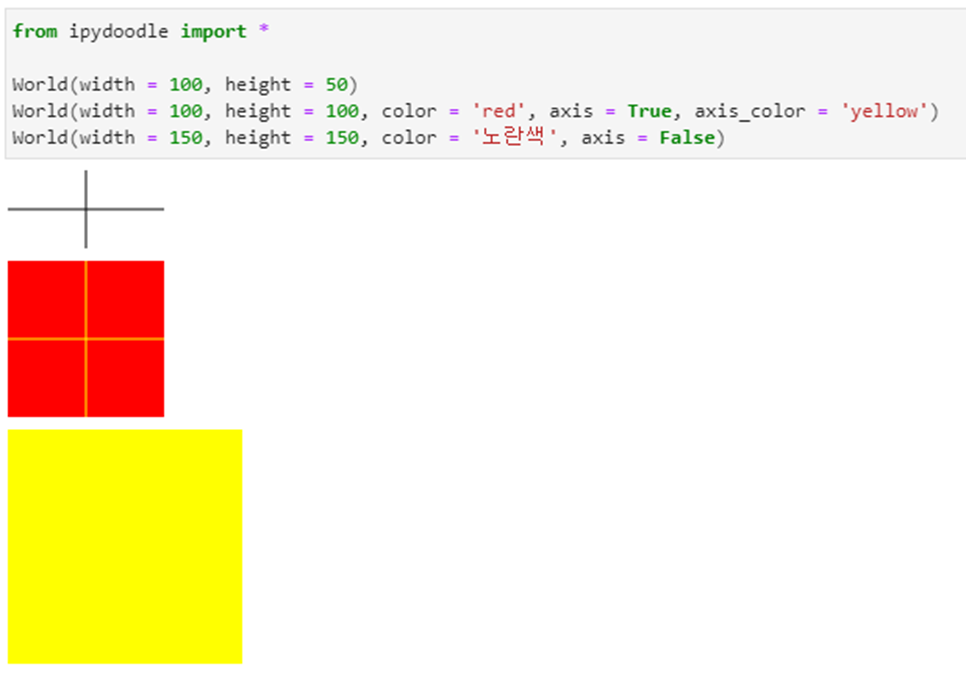 from ipydoodle import *
World(width = 100, height = 50)
World(width = 100, height = 100, color = 'red', axis = True, axis_color = 'yellow')
World(width = 150, height = 150, color = '노란색', axis = False)